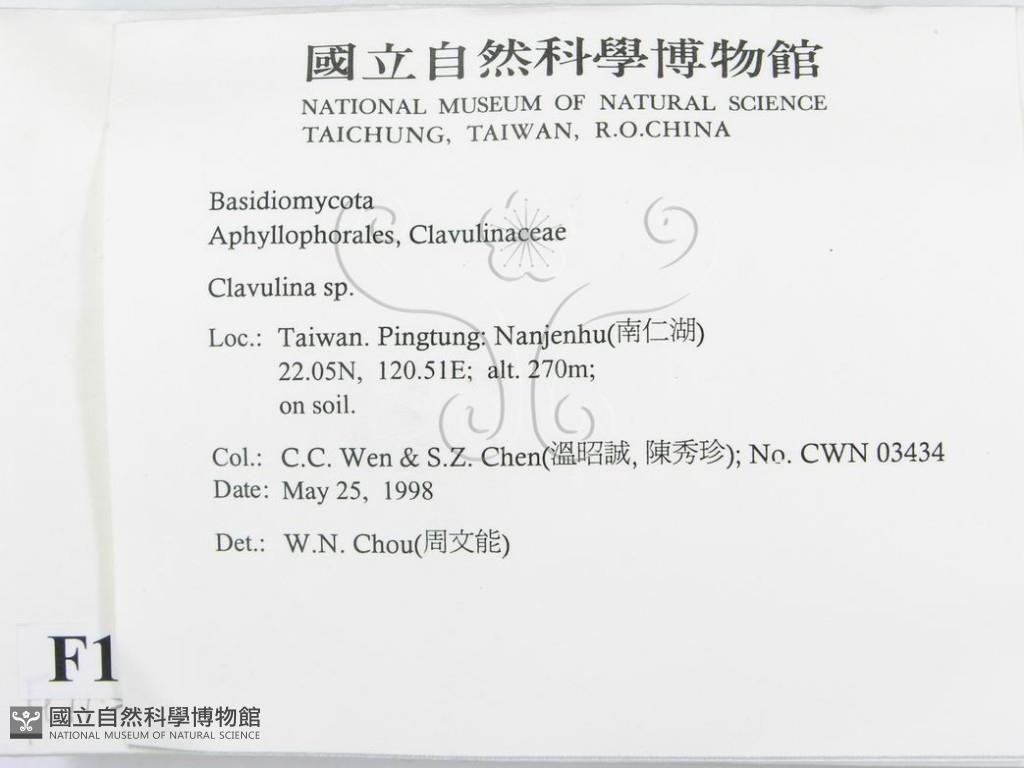 國立自然科學博物館
NATIONAL MUSEUM OF NATURAL SCIENCE
TAICHUNG, TAIWAN, R.O.CHINA
Basidiomycota
Aphyllophorales, Clavulinaceae
Clavulina sp.
Loc.: Taiwan. Pingtung: Nanjenhu(南仁湖)
22.05N, 120.51E; alt. 270m;
on soil.
Col.: C.C. Wen & S.Z. Chen(溫昭誠, 陳秀珍); No. CWN 03434
Date: May 25, 1998
Det.: W.N. Chou(周文能)
F1
國立自然科學博物館
NATIONAL MUSEUM OF NATURAL SCIENCE